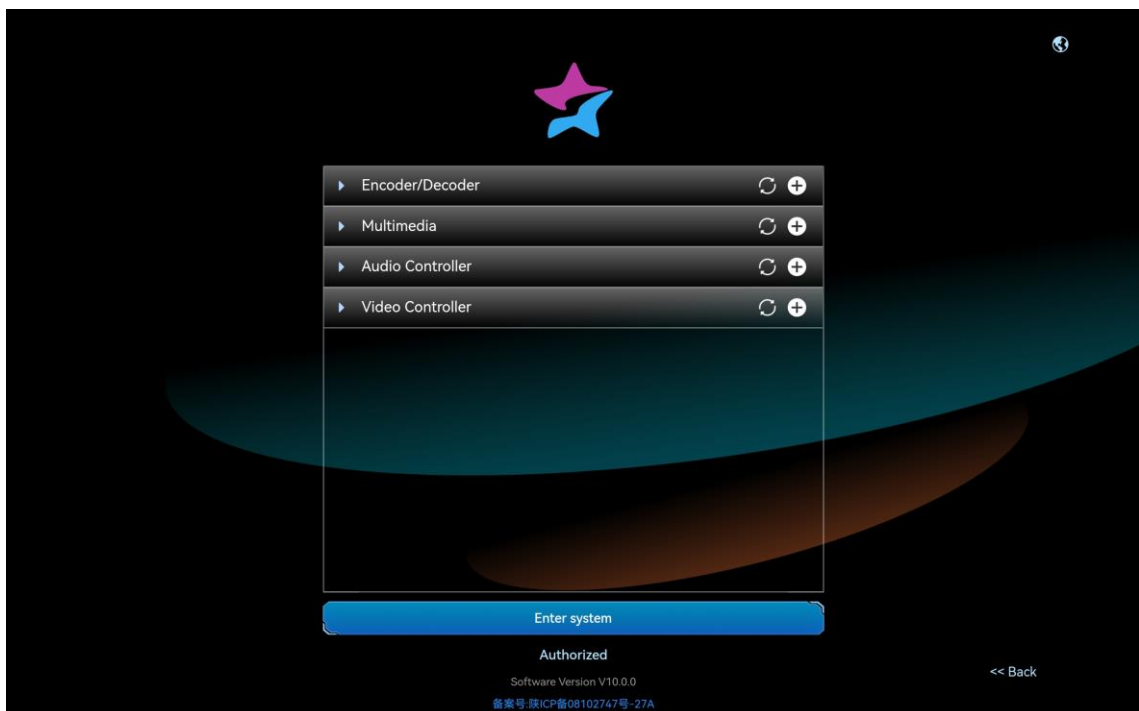 Encoder/Decoder
Multimedia
Audio Controller
Video Controller
Enter system
Authorized
<< Back
Software Version V10.0.0
备案号:陕ICP备08102747号-27A